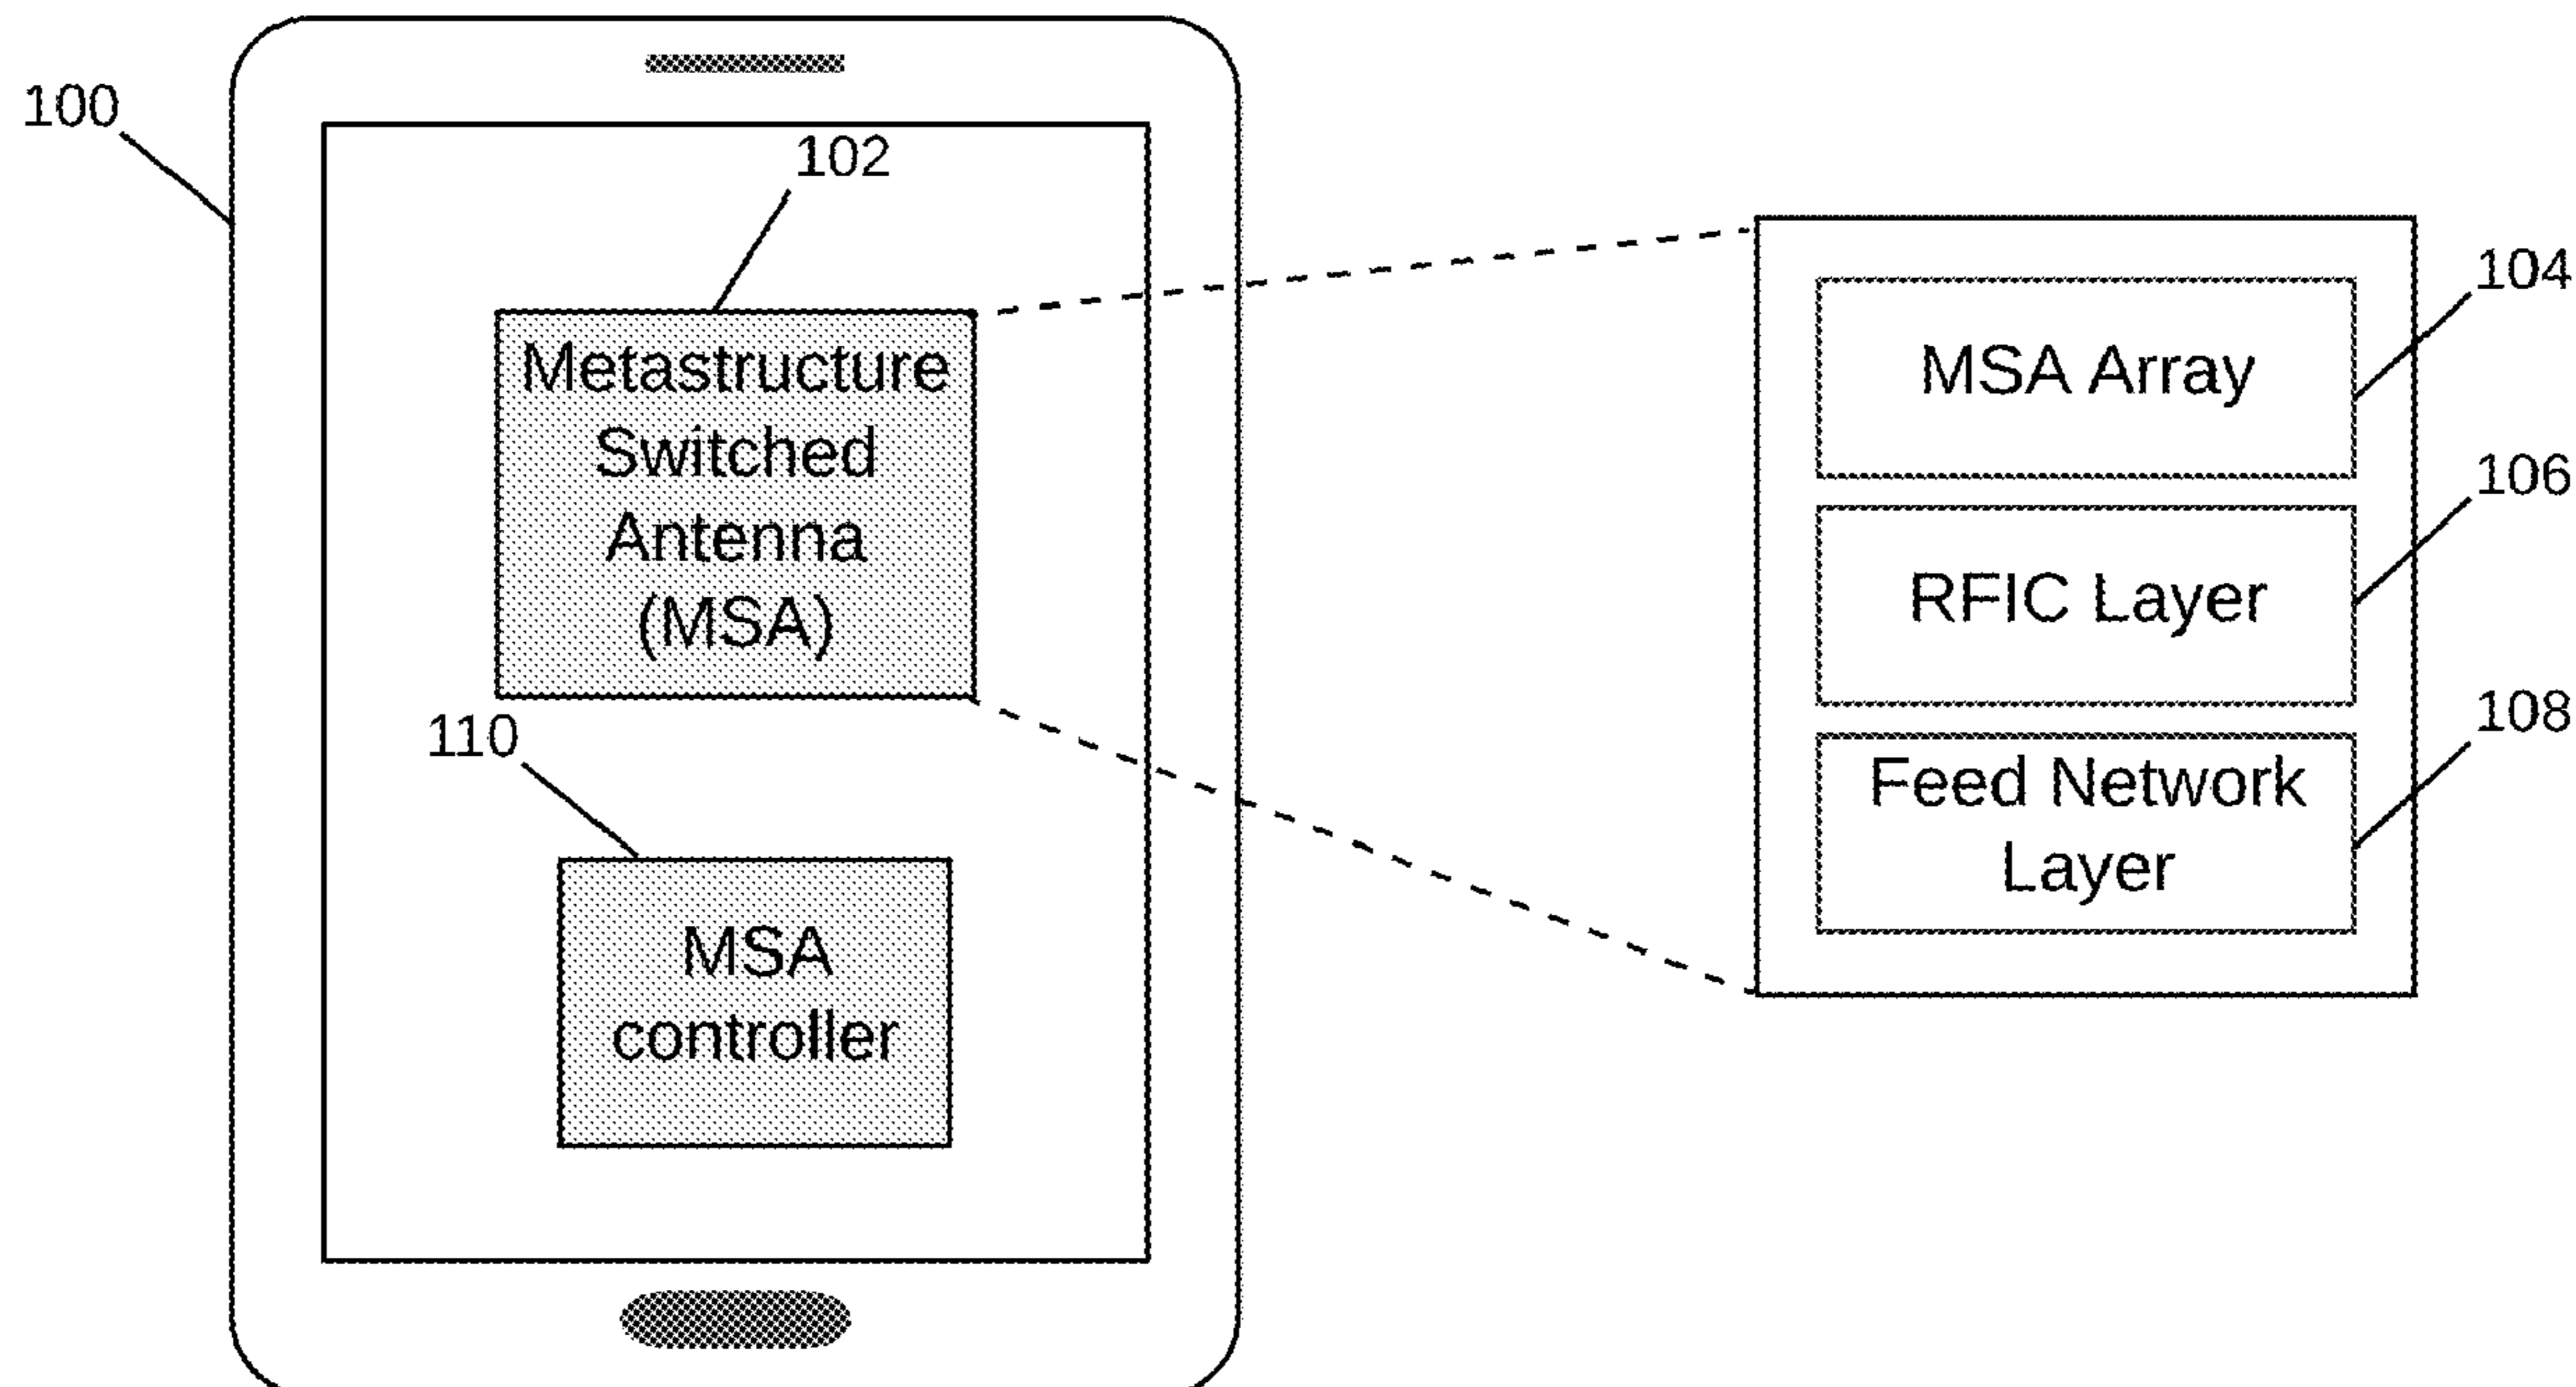 100
102
Metastructure
Switched
Antenna
(MSA)
110
MSA
controller
104
MSA Array
106
RFIC Layer
108
Feed Network
Layer